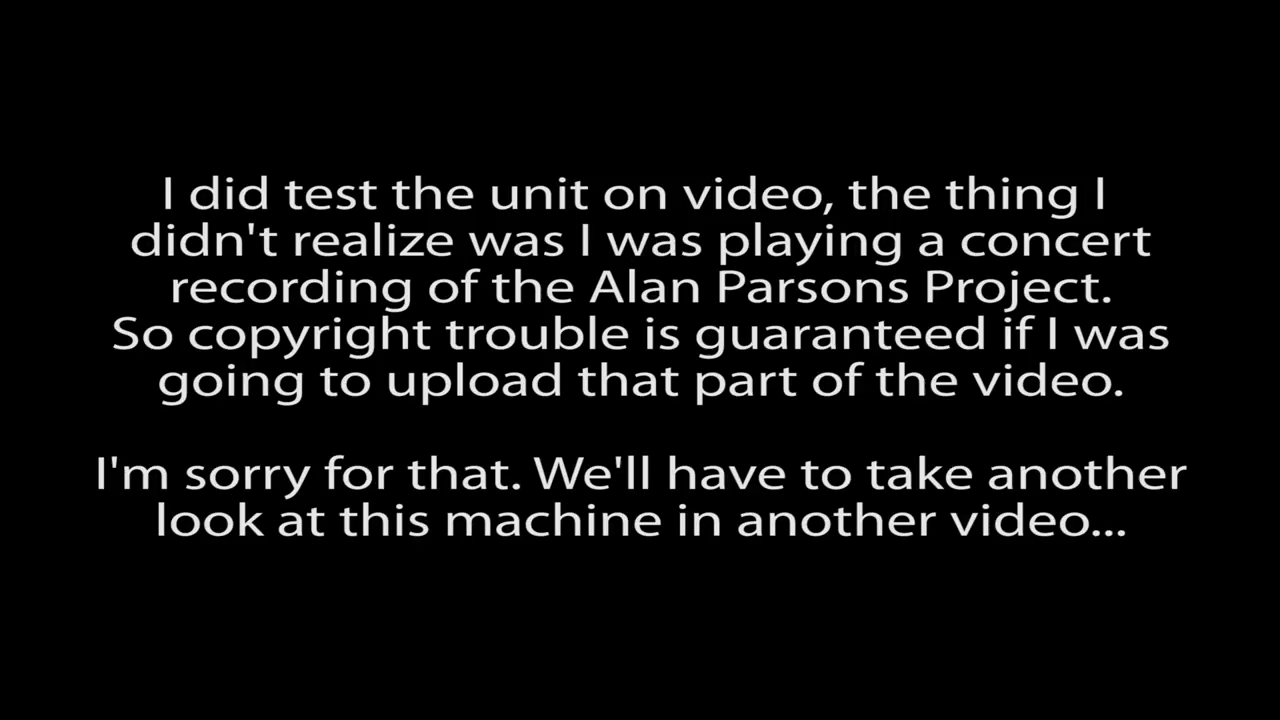 I did test the unit on video, the thing I
didn't realize was I was playing a concert
recording of the Alan Parsons Project.
So copyright trouble is guaranteed if I was
going to upload that part of the video.
I'm sorry for that. We'll have to take another
look at this machine in another video...